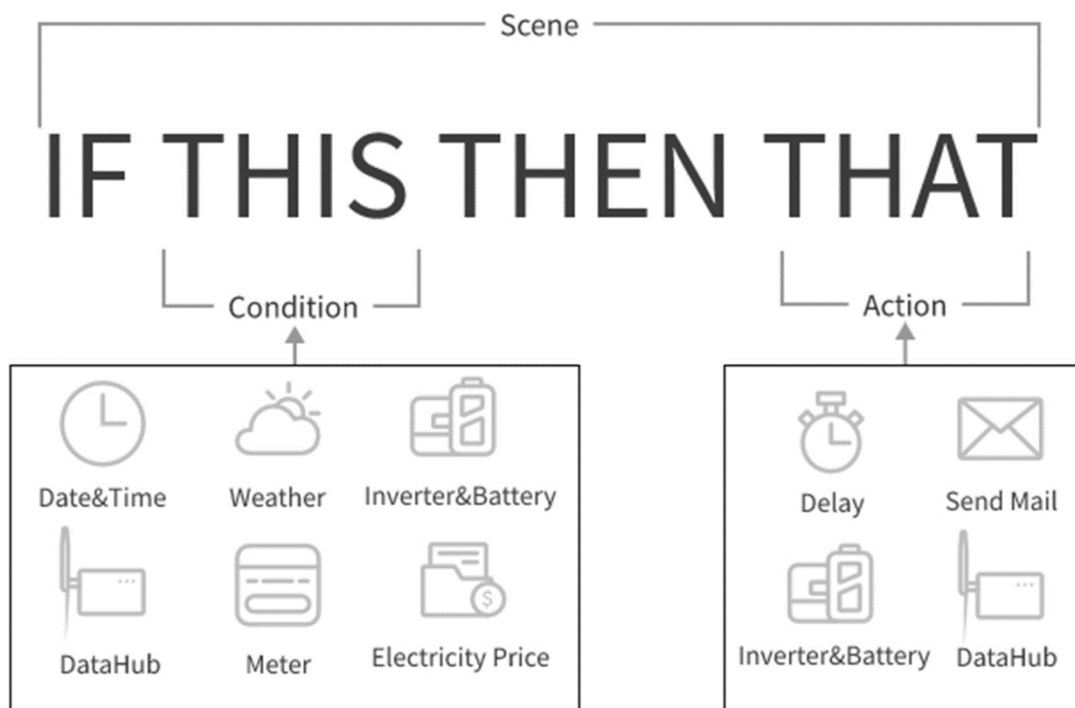 Scene
IF THIS THEN THAT
Condition
Action
Date&Time
Weather
Inverter&Battery
DataHub
Meter
$
Electricity Price
Delay
Send Mail
Inverter&Battery
DataHub